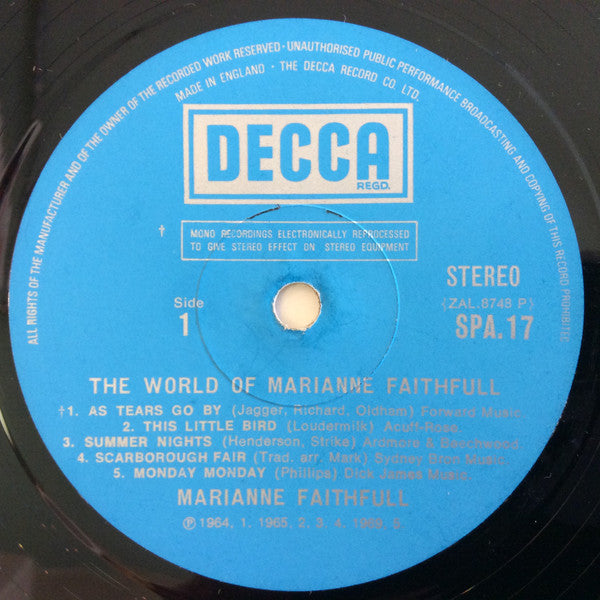 ALL RIGHTS OF THE MANUFACTURER AND OF THE OWNER OF THE RECORDED WORK RESERVED · UNAUTHORISED PUBLIC PERFORMANCE BROADCASTING AND COPYING OF THIS RECORD PROHIBITED
MADE IN ENGLAND · THE DECCA RECORD CO. LTD.
DECCA
REGD.
† MONO RECORDINGS ELECTRONICALLY REPROCESSED
TO GIVE STEREO EFFECT ON STEREO EQUIPMENT
STEREO
Side
(ZAL.8748 P)
1
SPA.17
THE WORLD OF MARIANNE FAITHFULL
†1. AS TEARS GO BY (Jagger, Richard, Oldham) Forward Music.
2. THIS LITTLE BIRD (Loudermilk) Acuff-Rose.
3. SUMMER NIGHTS (Henderson, Strike) Ardmore & Beechwood.
4. SCARBOROUGH FAIR (Trad. arr. Mark) Sydney Bron Music.
5. MONDAY MONDAY (Phillips) Dick James Music.
MARIANNE FAITHFULL
Ⓟ 1964, 1. 1965, 2. 3. 4.